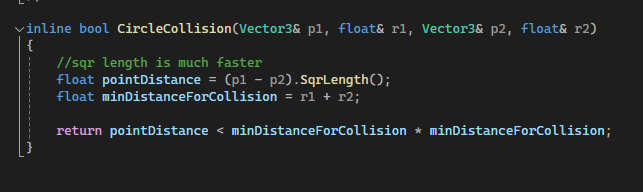 inline bool CircleCollision(Vector3& p1, float& r1, Vector3& p2, float& r2)
{
//sqr length is much faster
float pointDistance = (p1 - p2).SqrLength();
float minDistanceForCollision = r1 + r2;
return pointDistance < minDistanceForCollision * minDistanceForCollision;
}